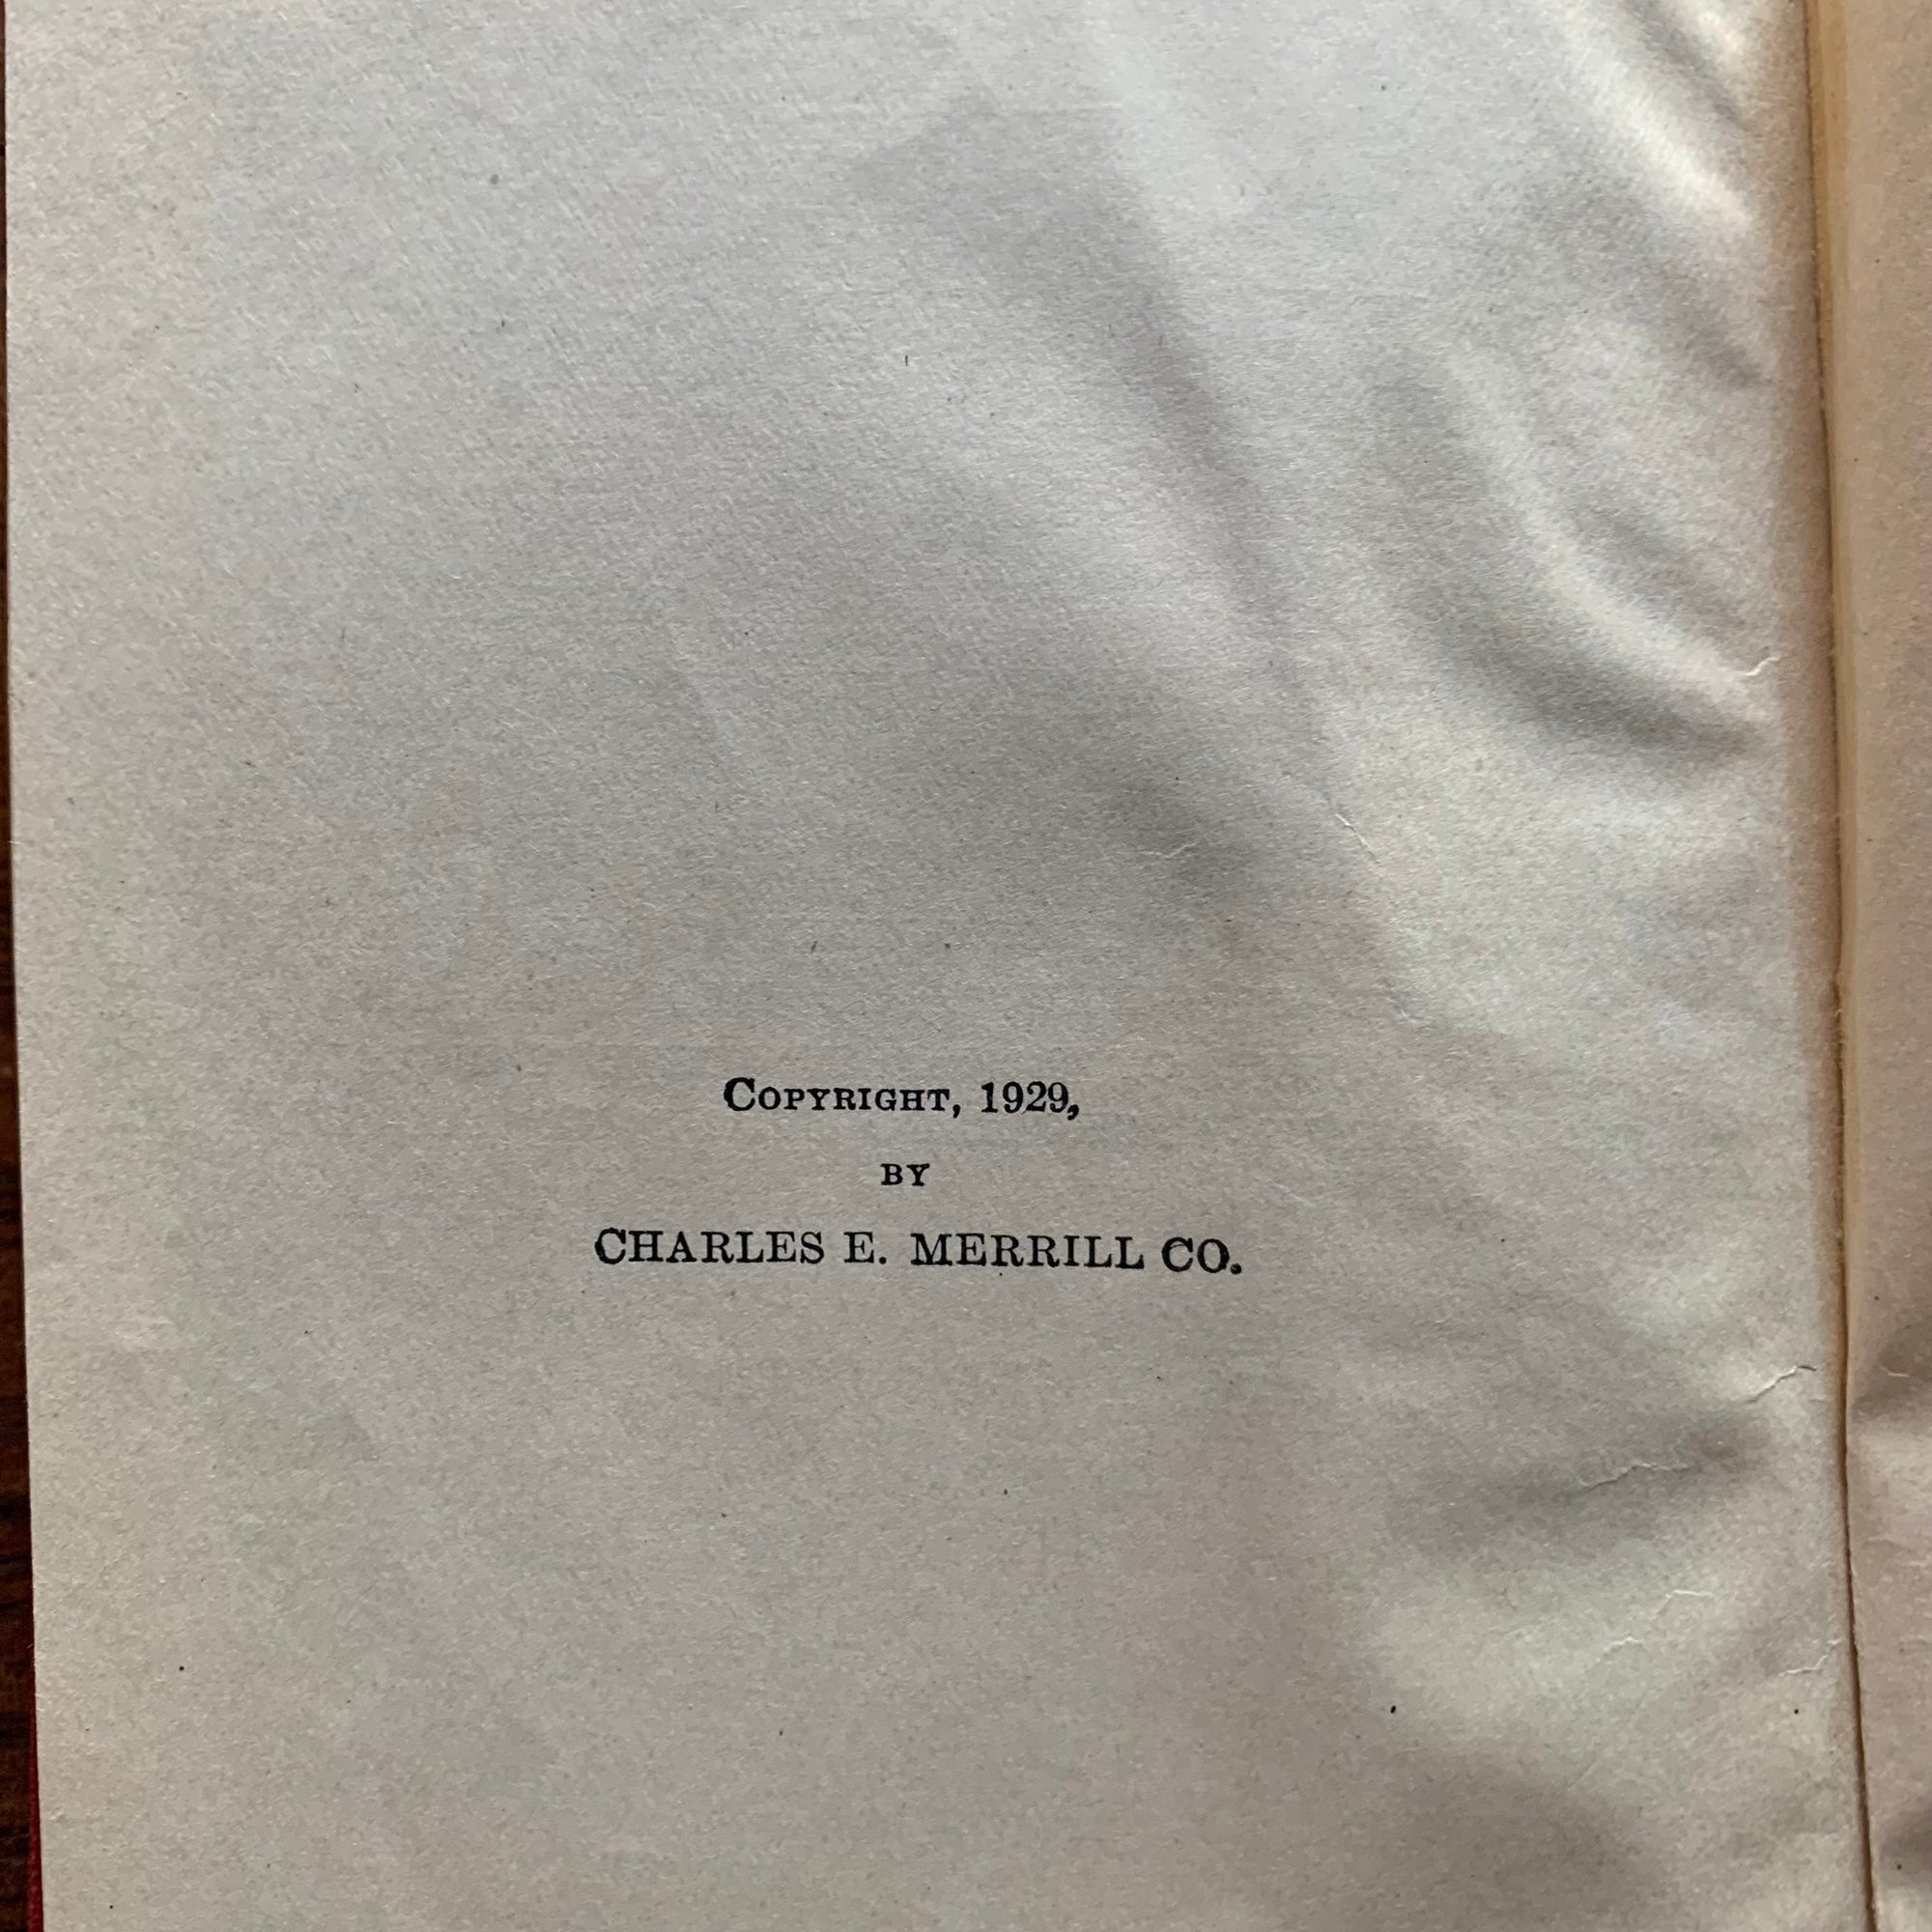 COPYRIGHT, 1929,
BY
CHARLES E. MERRILL CO.